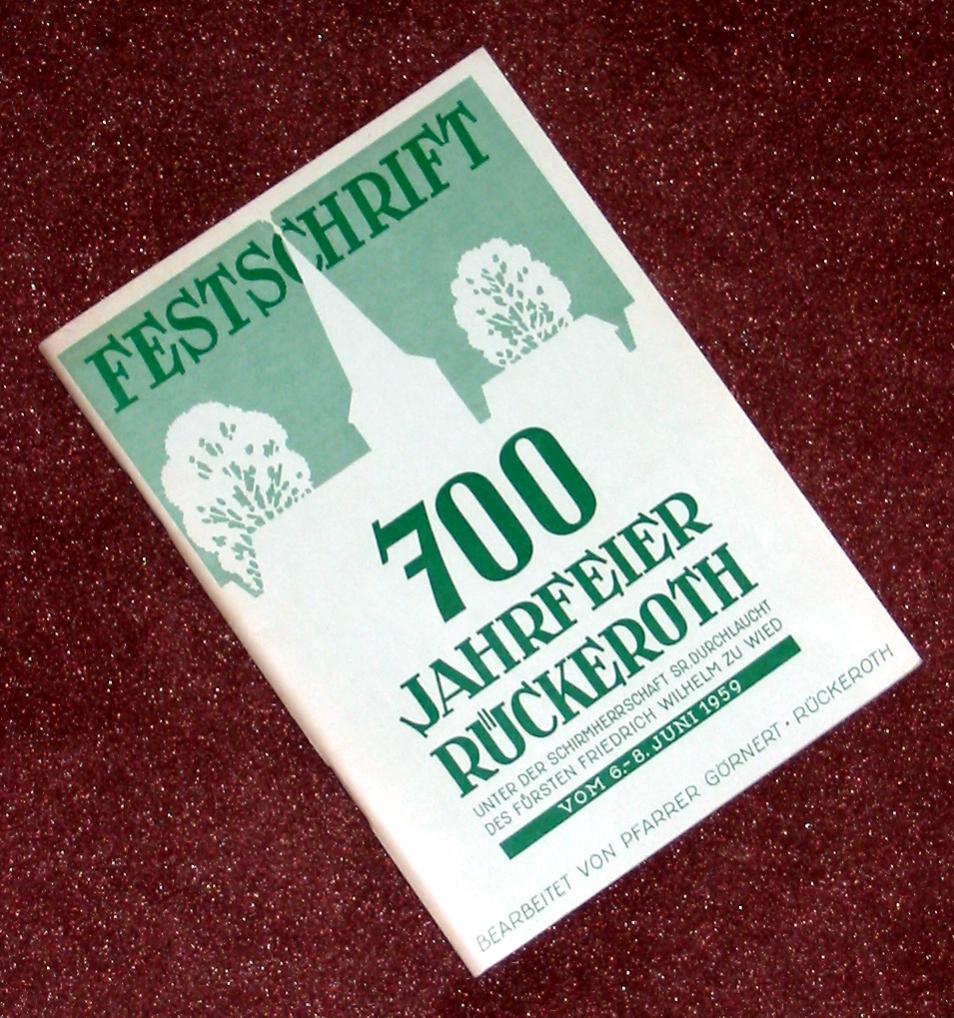 FESTSCHRIFT
700
JAHRFEIER
RÜCKEROTH
UNTER DER SCHIRMHERRSCHAFT SR. DURCHLAUCHT
DES FÜRSTEN FRIEDRICH WILHELM ZU WIED
VOM 6.-8. JUNI 1959
BEARBEITET VON PFARRER GÖRNERT · RÜCKEROTH